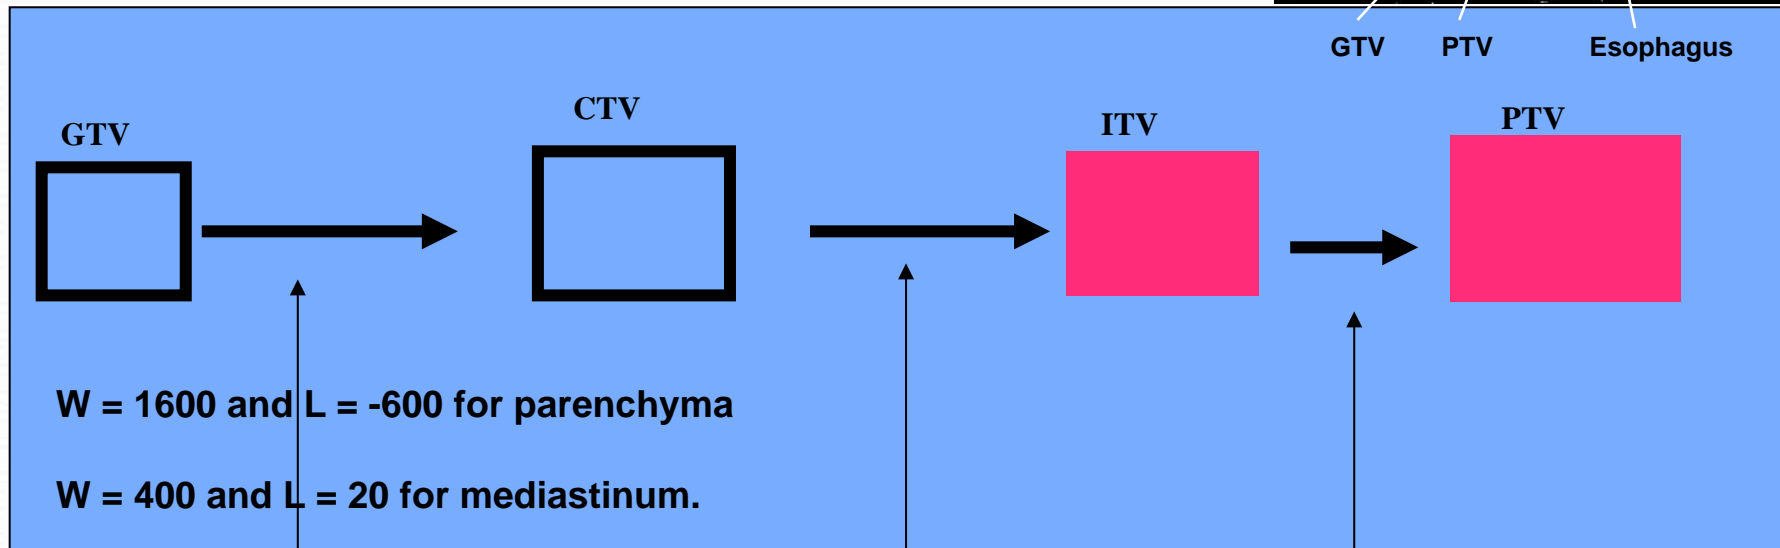 GTV PTV Esophagus
GTV CTV ITV PTV
W = 1600 and L = -600 for parenchyma
W = 400 and L = 20 for mediastinum.